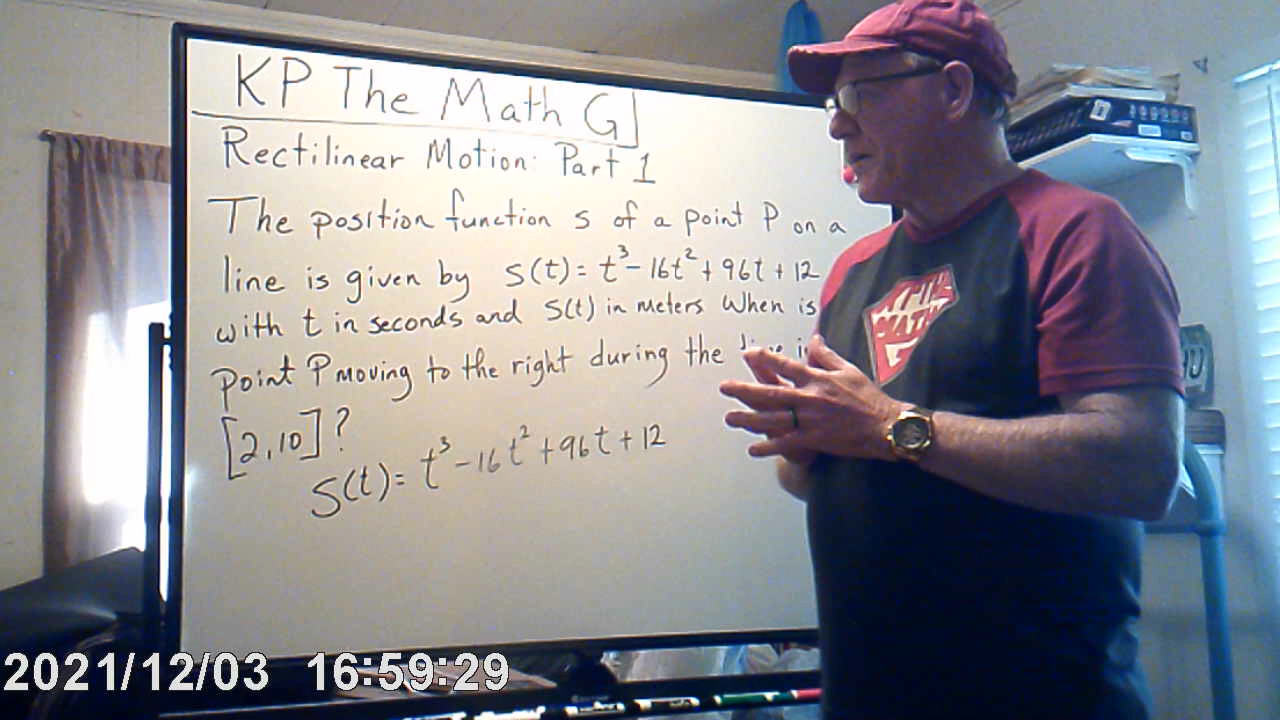 KP The Math G
Rectilinear Motion: Part 1
The position function s of a point P on a
line is given by s(t) = t³ - 16t² + 96t + 12
with t in seconds and s(t) in meters When is
point P moving to the right during the
[2,10]?
s(t) = t³ - 16t² + 96t + 12
MATH
2021/12/03 16:59:29